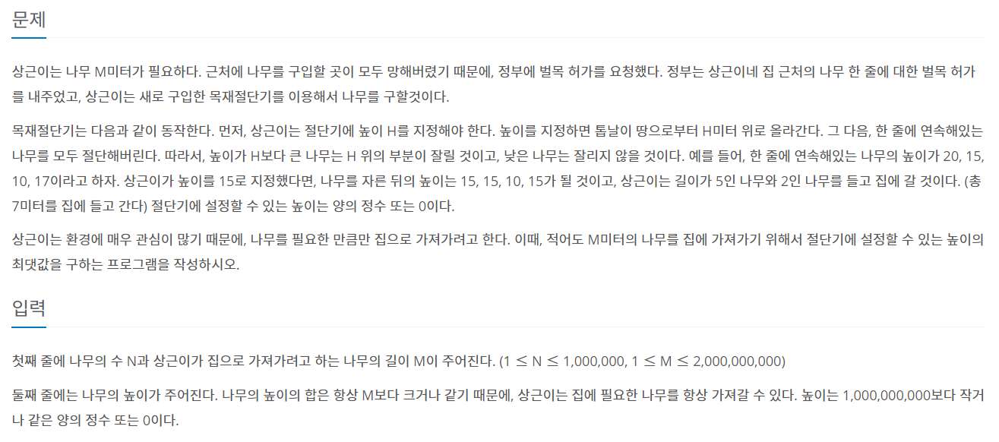 문제
상근이는 나무 M미터가 필요하다. 근처에 나무를 구입할 곳이 모두 망해버렸기 때문에, 정부에 벌목 허가를 요청했다. 정부는 상근이네 집 근처의 나무 한 줄에 대한 벌목 허가
를 내주었고, 상근이는 새로 구입한 목재절단기를 이용해서 나무를 구할것이다.
목재절단기는 다음과 같이 동작한다. 먼저, 상근이는 절단기에 높이 H를 지정해야 한다. 높이를 지정하면 톱날이 땅으로부터 H미터 위로 올라간다. 그 다음, 한 줄에 연속해있는
나무를 모두 절단해버린다. 따라서, 높이가 H보다 큰 나무는 H 위의 부분이 잘릴 것이고, 낮은 나무는 잘리지 않을 것이다. 예를 들어, 한 줄에 연속해있는 나무의 높이가 20, 15,
10, 17이라고 하자. 상근이가 높이를 15로 지정했다면, 나무를 자른 뒤의 높이는 15, 15, 10, 15가 될 것이고, 상근이는 길이가 5인 나무와 2인 나무를 들고 집에 갈 것이다. (총
7미터를 집에 들고 간다) 절단기에 설정할 수 있는 높이는 양의 정수 또는 0이다.
상근이는 환경에 매우 관심이 많기 때문에, 나무를 필요한 만큼만 집으로 가져가려고 한다. 이때, 적어도 M미터의 나무를 집에 가져가기 위해서 절단기에 설정할 수 있는 높이의
최댓값을 구하는 프로그램을 작성하시오.
입력
첫째 줄에 나무의 수 N과 상근이가 집으로 가져가려고 하는 나무의 길이 M이 주어진다. (1 ≤ N ≤ 1,000,000, 1 ≤ M ≤ 2,000,000,000)
둘째 줄에는 나무의 높이가 주어진다. 나무의 높이의 합은 항상 M보다 크거나 같기 때문에, 상근이는 집에 필요한 나무를 항상 가져갈 수 있다. 높이는 1,000,000,000보다 작거
나 같은 양의 정수 또는 0이다.